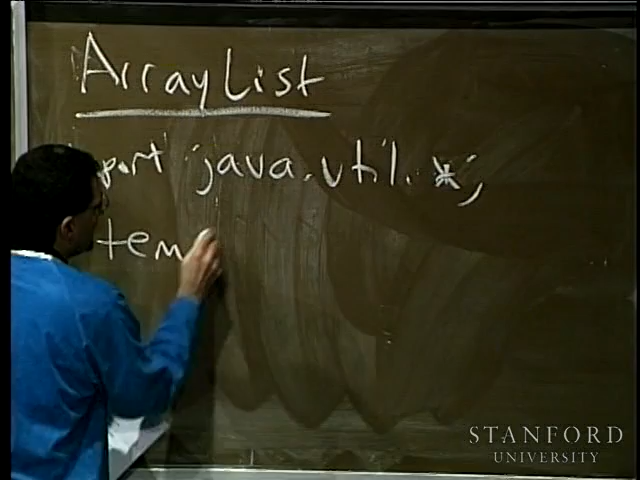 ArrayList
port java.util.*;
tem
STANFORD
UNIVERSITY